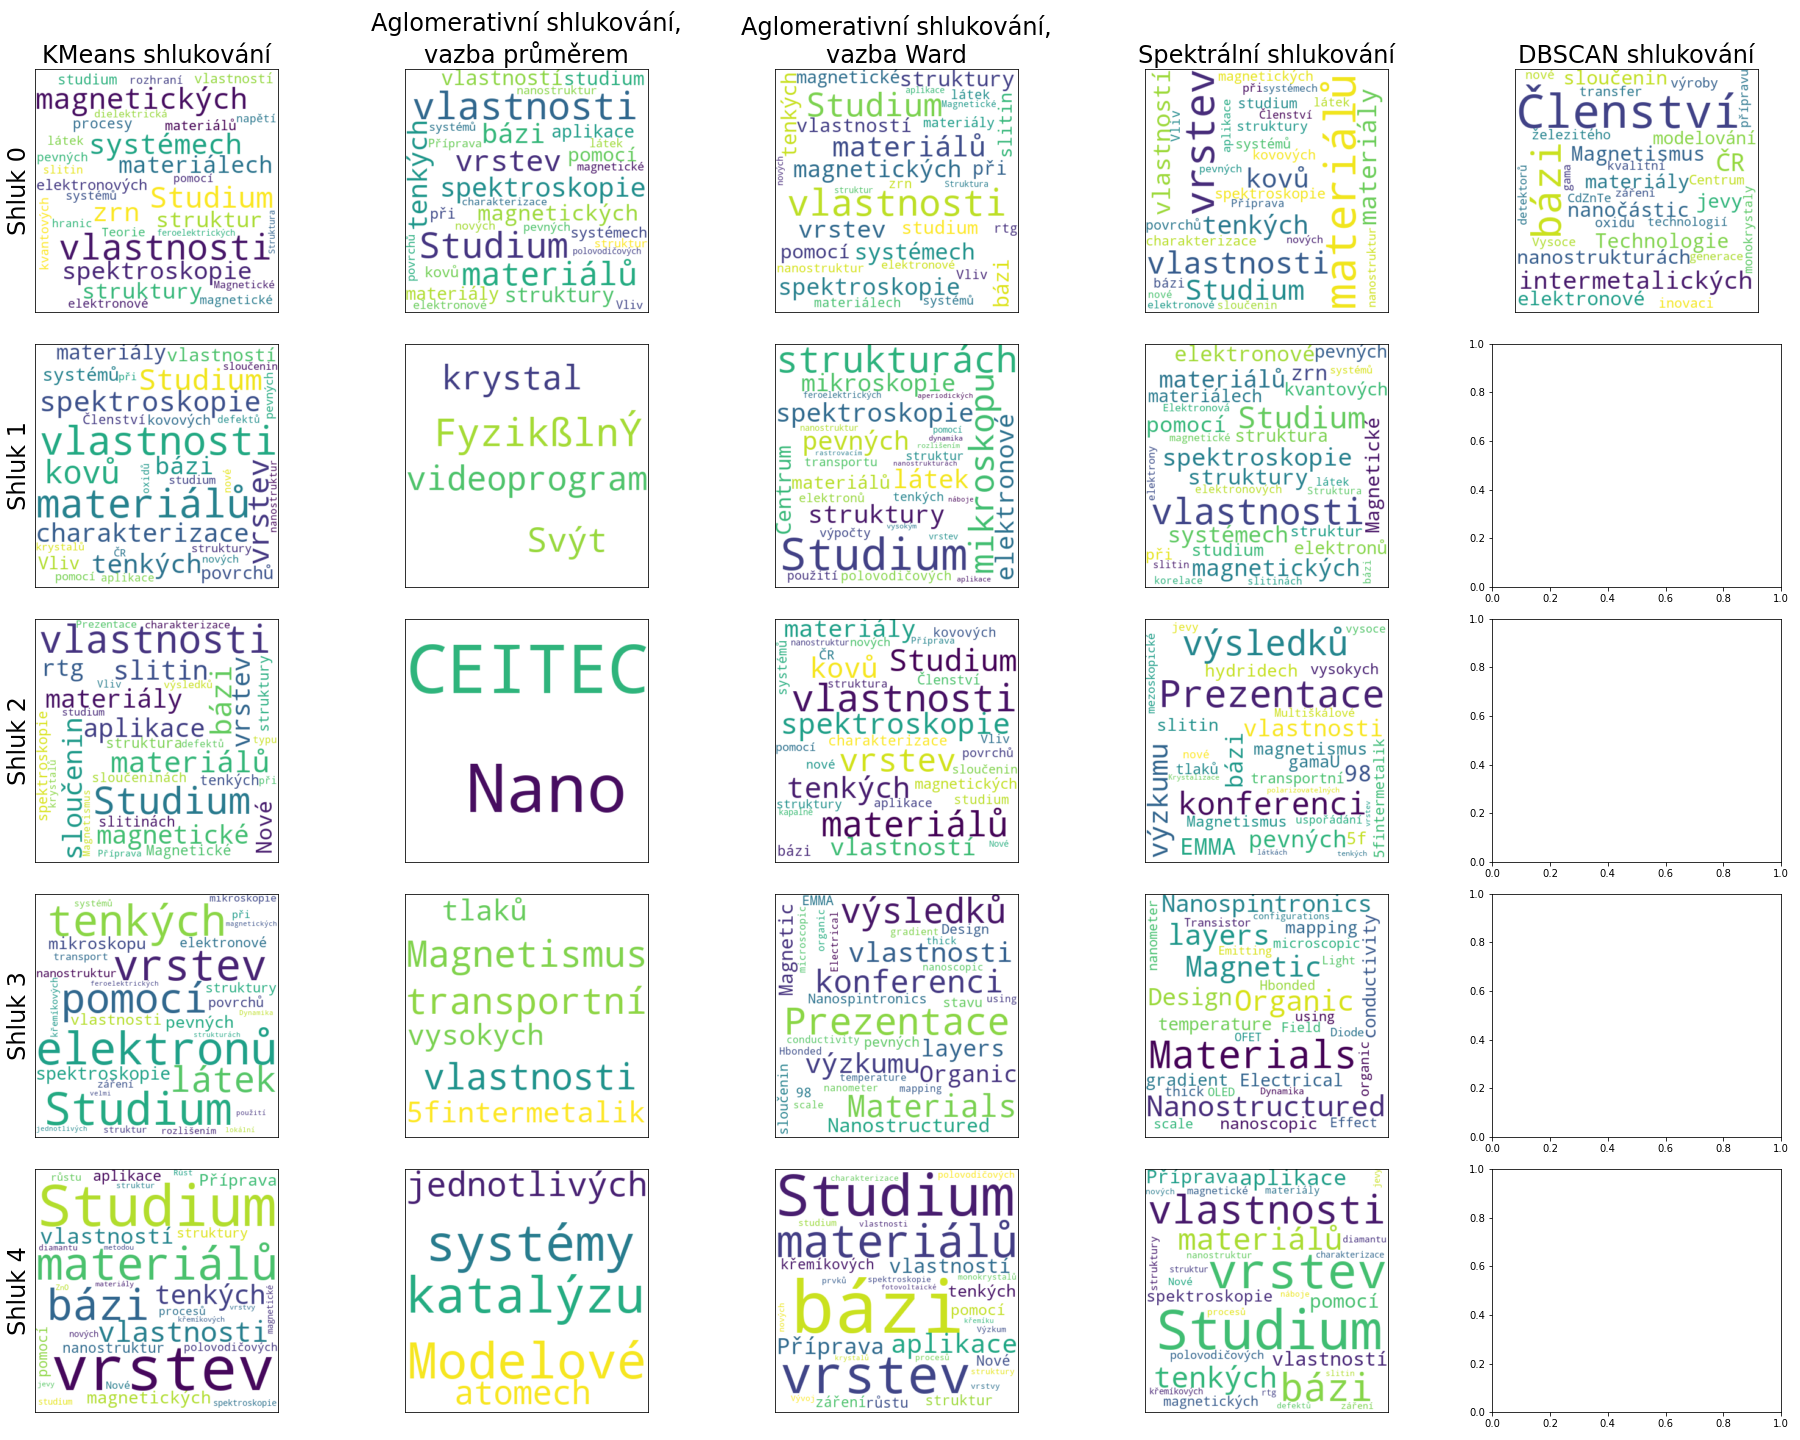 KMeans shlukování
Aglomerativní shlukování,
vazba průměrem
Aglomerativní shlukování,
vazba Ward
Spektrální shlukování
DBSCAN shlukování
Shluk 0
studium rozhraní vlastností
magnetických
dielektrická
procesy materiálů napětí
látek systémech
pevných materiálech
slitin pomocí
elektronových Studium
systémů
kvantových zrn struktur
hranic Teorie feroelektrických Struktura
vlastnosti
spektroskopie
struktury Magnetické
elektronové magnetické
vlastností studium
nanostruktur
vlastnosti
tenkých systémů bázi aplikace
Příprava látek
vrstev pomocí
magnetické
spektroskopie
charakterizace
při magnetických
nových pevných systémech
Studium struktur
polovodičových
povrchů kovů materiálů
materiály struktury
elektronové Vliv
magnetické struktury
aplikace
tenkých Studium látek slitin
Magnetické
vlastností materiály
materiálů
magnetických při
nových struktur zrn Struktura
vlastnosti
vrstev studium rtg
pomocí systémech
nanostruktur elektronové Vliv bázi
spektroskopie
materiálech systémů
vlastností magnetických
Vliv vrstev při systémech
studium látek
Členství
aplikace struktury materiálů materiály
systémů
kovových
pevných kovů
spektroskopie
Příprava
povrchů tenkých
charakterizace nových
vlastnosti
bázi Studium nanostruktur
nové
elektronové sloučenin
nové sloučenin výroby přípravu
transfer
Členství
železitého modelování
bázi Magnetismus ČR
kvalitní
gama materiály Centrum
detektorů záření
CdZnTe jevy
nanočástic
oxidu technologií
Vysoce Technologie monokrystaly
nanostrukturách generace
intermetalických
elektronové inovaci
Shluk 1
materiály vlastností
sloučenin
systémů při Studium pevných
spektroskopie
Členství kovových defektů
vlastnosti
kovů oxidů bázi nové
studium vrstev nanostruktur
materiálů
charakterizace
krystalů ČR struktury
Vliv tenkých nových
pomocí aplikace povrchů
krystal
FyzikßlnÝ
videoprogram
Svýt
strukturách
mikroskopie
feroelektrických aperiodických
spektroskopie
nanostruktur pomocí
pevných dynamika
rozlišením
rastrovacím struktur
transportu nanostrukturách mikroskopu
Centrum materiálů látek elektronové
elektronů tenkých náboje
struktury
vysokým
výpočty vrstev
Studium
použití polovodičových aplikace
elektronové pevných
materiálů zrn systémů
materiálech kvantových
Elektronová Studium
pomocí
magnetické struktura Magnetické
elektrony spektroskopie
struktury látek
elektronových Struktura
vlastnosti
systémech struktur
při studium elektronů
slitin magnetických bázi
korelace slitinách
0.0 0.2 0.4 0.6 0.8 1.0
0.0 0.2 0.4 0.6 0.8 1.0
Shluk 2
Prezentace charakterizace
vlastnosti
rtg slitin vrstev struktury
Vliv výsledků bázi
materiály
studium
aplikace
struktura defektů typu
spektroskopie sloučenin materiálů
sloučeninách
krystalů tenkých při
Studium
slitinách Nové
Magnetismus magnetické
Příprava Magnetické
CEITEC
Nano
materiály kovových
nanostruktur nových Příprava
systémů ČR Studium
kovů
struktura Členství
vlastnosti
spektroskopie
charakterizace Vliv
pomocí vrstev povrchů
nové sloučenin
tenkých magnetických
studium
struktury aplikace
kapalné
materiálů
bázi vlastností Nové
jevy vysoce
mezoskopické výsledků
hydridech vysokych
Prezentace
Multiškálové
slitin vlastností
bázi magnetismus
nové gamaU
tlaků transportní 98
Krystalizace 5fintermetalik
polarizovatelných
výzkumu konferenci vrstev
Magnetismus uspořádání
pevných 5f
EMMA látkách tenkých
0.0 0.2 0.4 0.6 0.8 1.0
0.0 0.2 0.4 0.6 0.8 1.0
Shluk 3
systémů mikroskopie
tenkých při
magnetických
mikroskopu elektronové
transport
nanostruktur vrstev
feroelektrických
křemíkových pomocí struktury
povrchů
vlastnosti pevných Dynamika
strukturách
elektronů
spektroskopie látek
záření
velmi
Studium použití
jednotlivých struktur rozlišením lokální
tlaků
Magnetismus
transportní
vysokych
vlastnosti
5fintermetalik
EMMA výsledků
Magnetic microscopic organic Electrical gradient Design
thick
vlastnosti
nanoscopic
konferenci
Nanospintronics stavu using
Prezentace
conductivity pevných
Hbonded layers
výzkumu
temperature Organic
nanometer mapping
sloučenin 98
scale Materials
Nanostructured
Nanospintronics
nanometer Transistor configurations
layers mapping
Emitting microscopic conductivity
Magnetic Light
Hbonded
Design Organic
using
temperature Field
OFET Diode
Materials organic
gradient Electrical
thick OLED Dynamika
Nanostructured
scale nanoscopic Effect
0.0 0.2 0.4 0.6 0.8 1.0
0.0 0.2 0.4 0.6 0.8 1.0
Shluk 4
růstu aplikace Růst Příprava
struktur
Studium
vlastností struktury
diamantu metodou
materiálů
ZnO materiály
bázi tenkých magnetické
procesů vrstvy
křemíkových
pomocí nových vlastnosti
nanostruktur polovodičových
vrstev
jevy Nové
studium magnetických spektroskopie
jednotlivých
systémy
katalýzu
Modelové
atomech
charakterizace polovodičových
Studium
studium vlastnosti
materiálů
křemíkových vlastností
prvků spektroskopie monokrystalů
fotovoltaické
bázi tenkých
nových pomocí
křemíku
Výzkum
Příprava aplikace
krystalů procesů Nové
vrstev struktury
vrstvy
vývoj záření růstu struktur
Příprava aplikace jevy
nových magnetické materiály
vlastnosti
struktury materiálů diamantu
nanostruktur charakterizace
struktur vrstev
Nové
spektroskopie náboje pomocí
procesů
Studium
polovodičových vlastností
tenkých slitin
křemíkových rtg bázi
magnetických defektů záření
0.0 0.2 0.4 0.6 0.8 1.0
0.0 0.2 0.4 0.6 0.8 1.0